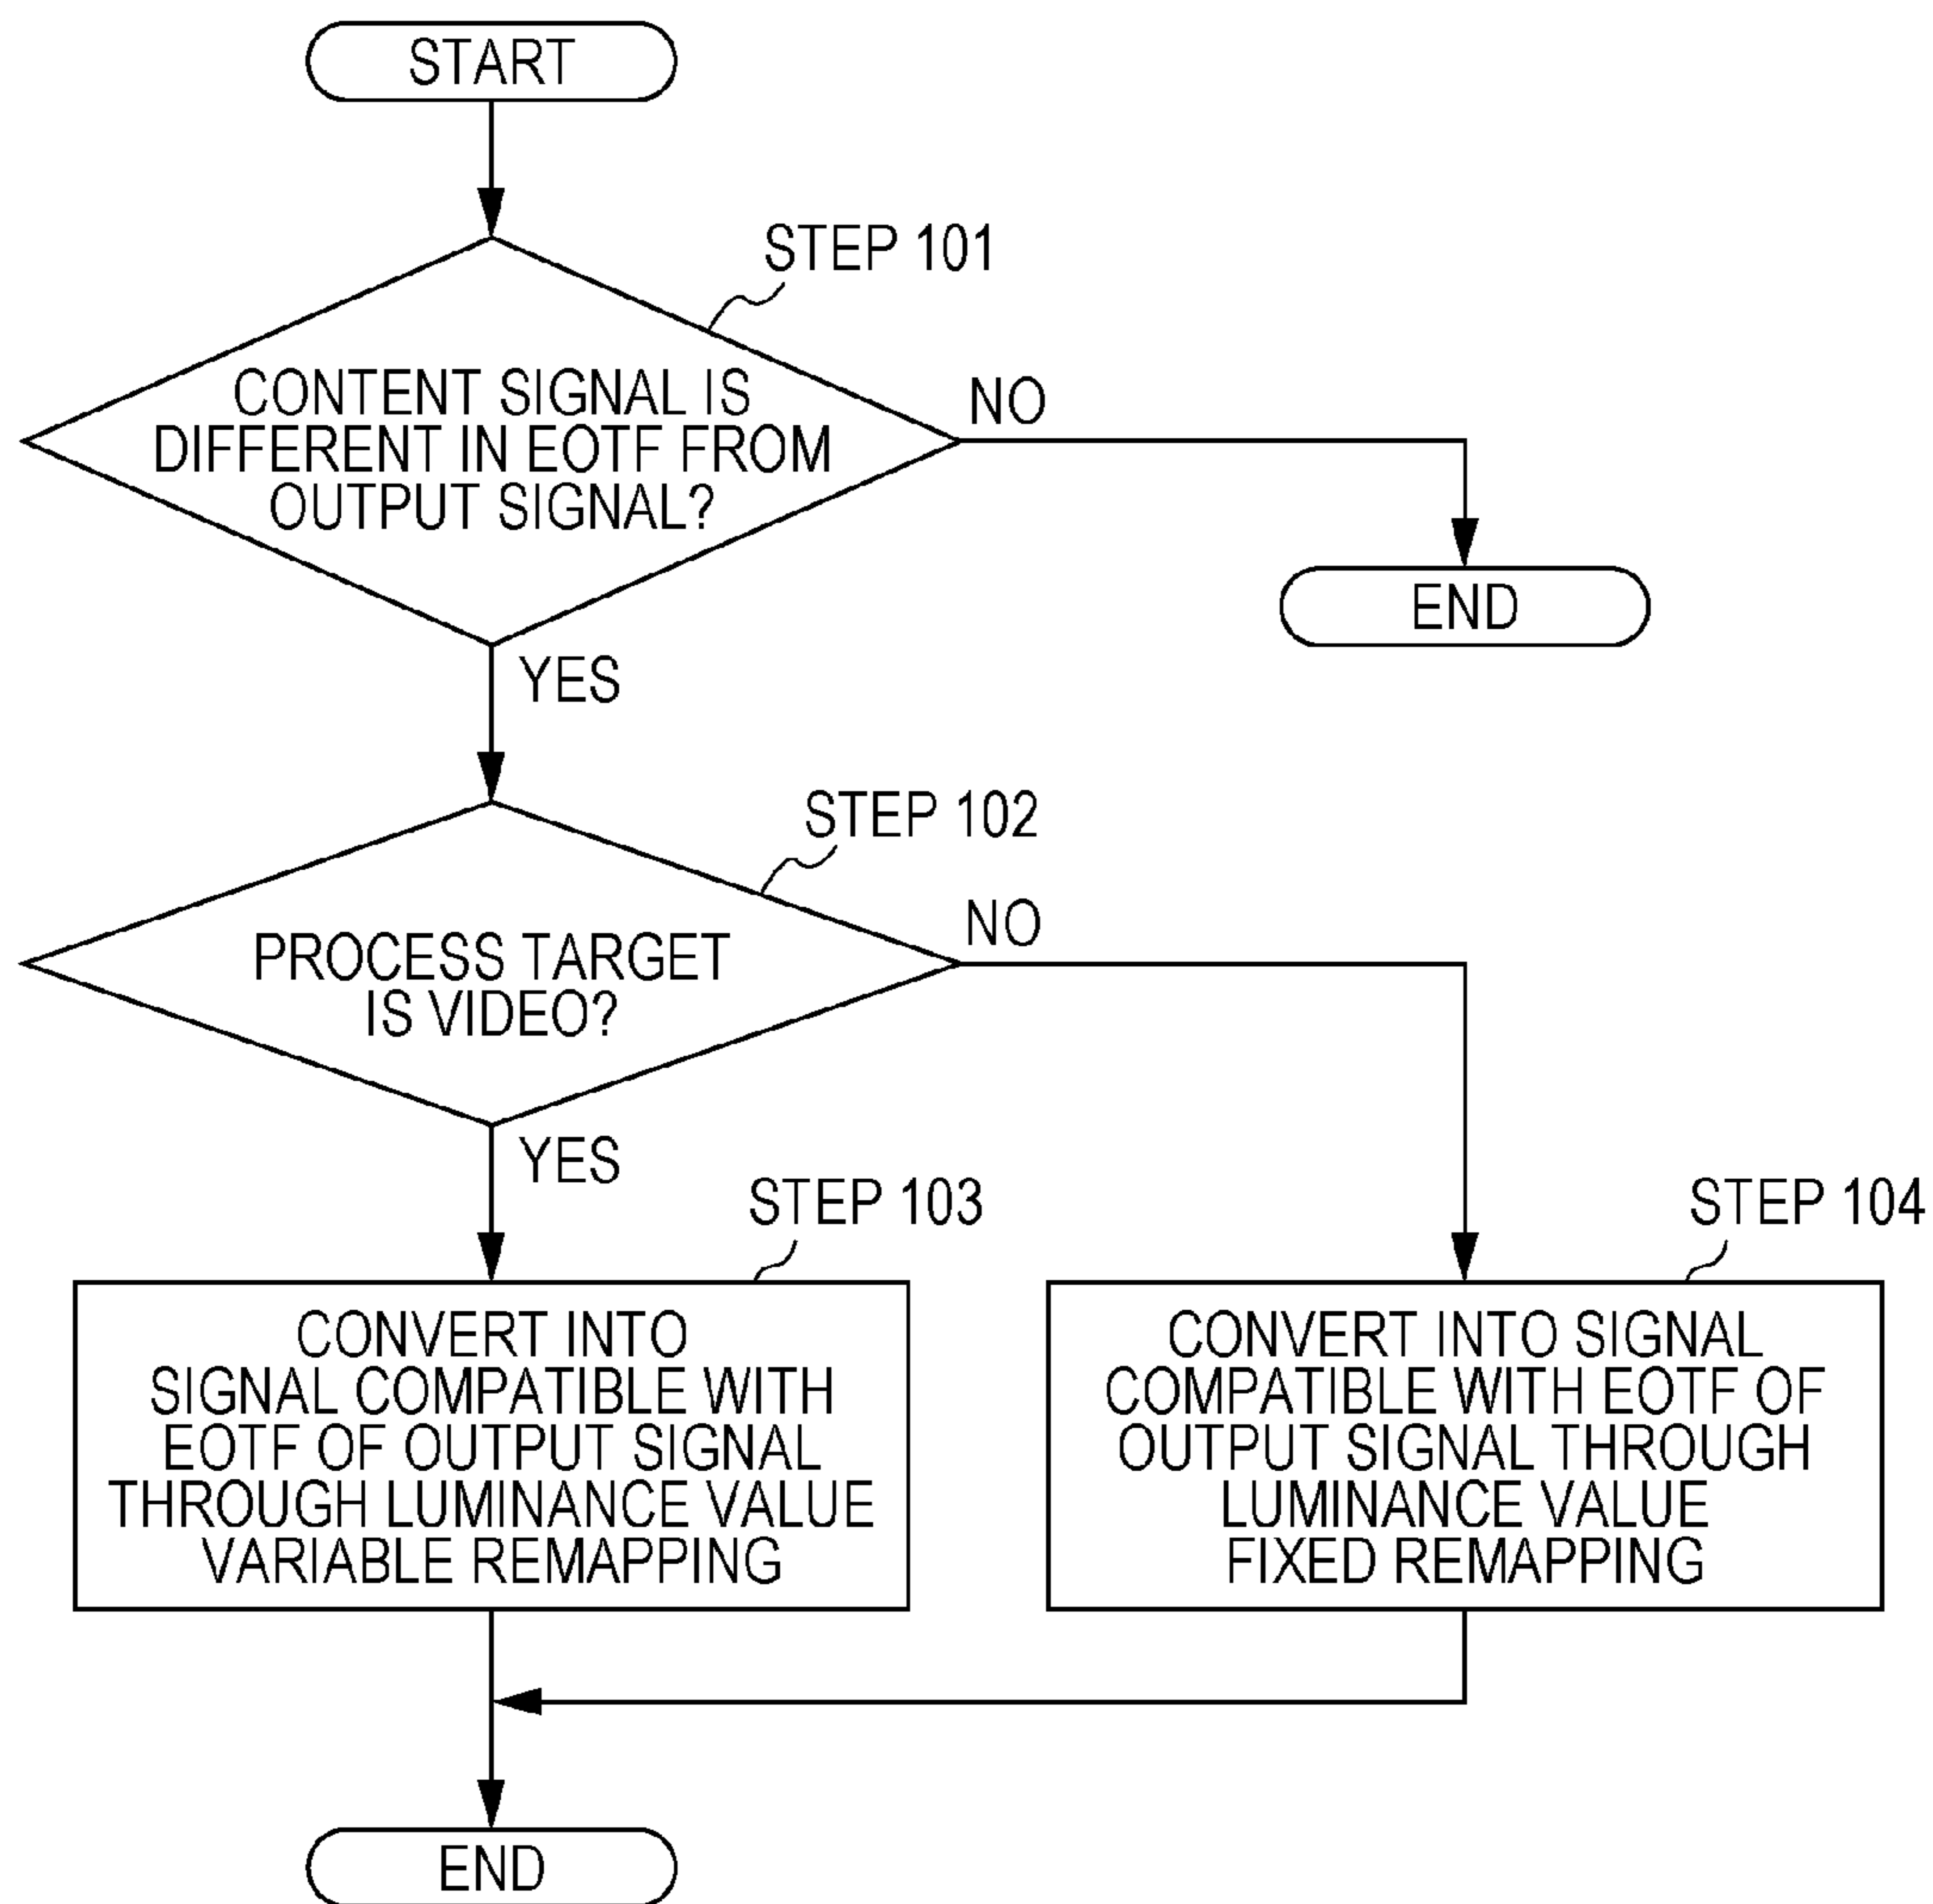 START
STEP 101
CONTENT SIGNAL IS
DIFFERENT IN EOTF FROM
OUTPUT SIGNAL?
NO
END
YES
STEP 102
PROCESS TARGET
IS VIDEO?
NO
YES
STEP 103
CONVERT INTO
SIGNAL COMPATIBLE WITH
EOTF OF OUTPUT SIGNAL
THROUGH LUMINANCE VALUE
VARIABLE REMAPPING
STEP 104
CONVERT INTO SIGNAL
COMPATIBLE WITH EOTF OF
OUTPUT SIGNAL THROUGH
LUMINANCE VALUE
FIXED REMAPPING
END